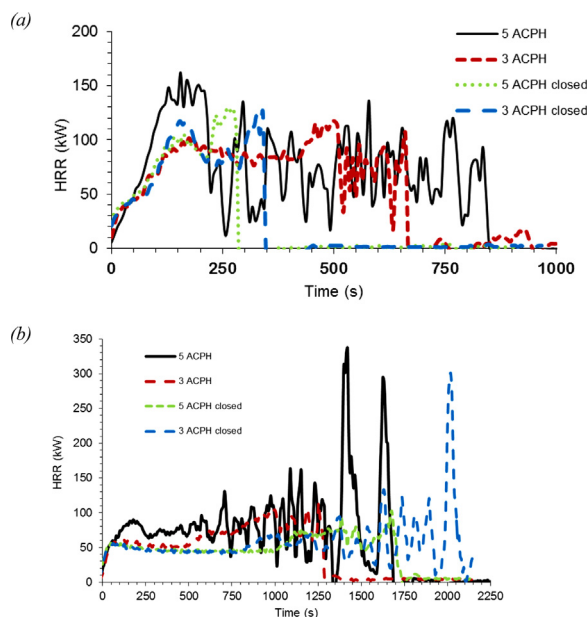 (a)
5 ACPH
3 ACPH
5 ACPH closed
3 ACPH closed
200
150
100
50
0
HRR (kW)
0 250 500 750 1000
Time (s)
(b)
5 ACPH
3 ACPH
5 ACPH closed
3 ACPH closed
350
300
250
200
150
100
50
0
HRR (kW)
0 250 500 750 1000 1250 1500 1750 2000 2250
Time (s)